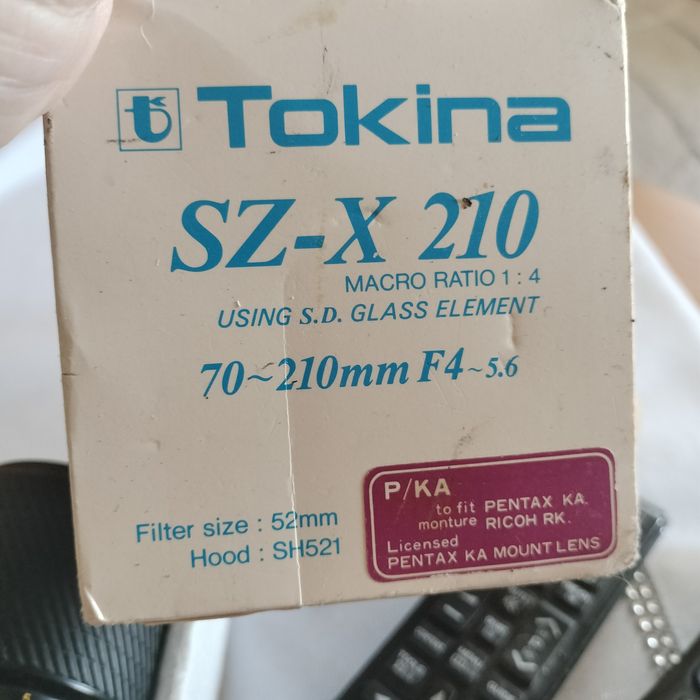 Tokina
SZ-X 210
MACRO RATIO 1 : 4
USING S.D. GLASS ELEMENT
70~210mm F4~5.6
Filter size : 52mm
Hood : SH521
P/KA
to fit PENTAX KA.
monture RICOH RK.
Licensed
PENTAX KA MOUNT LENS